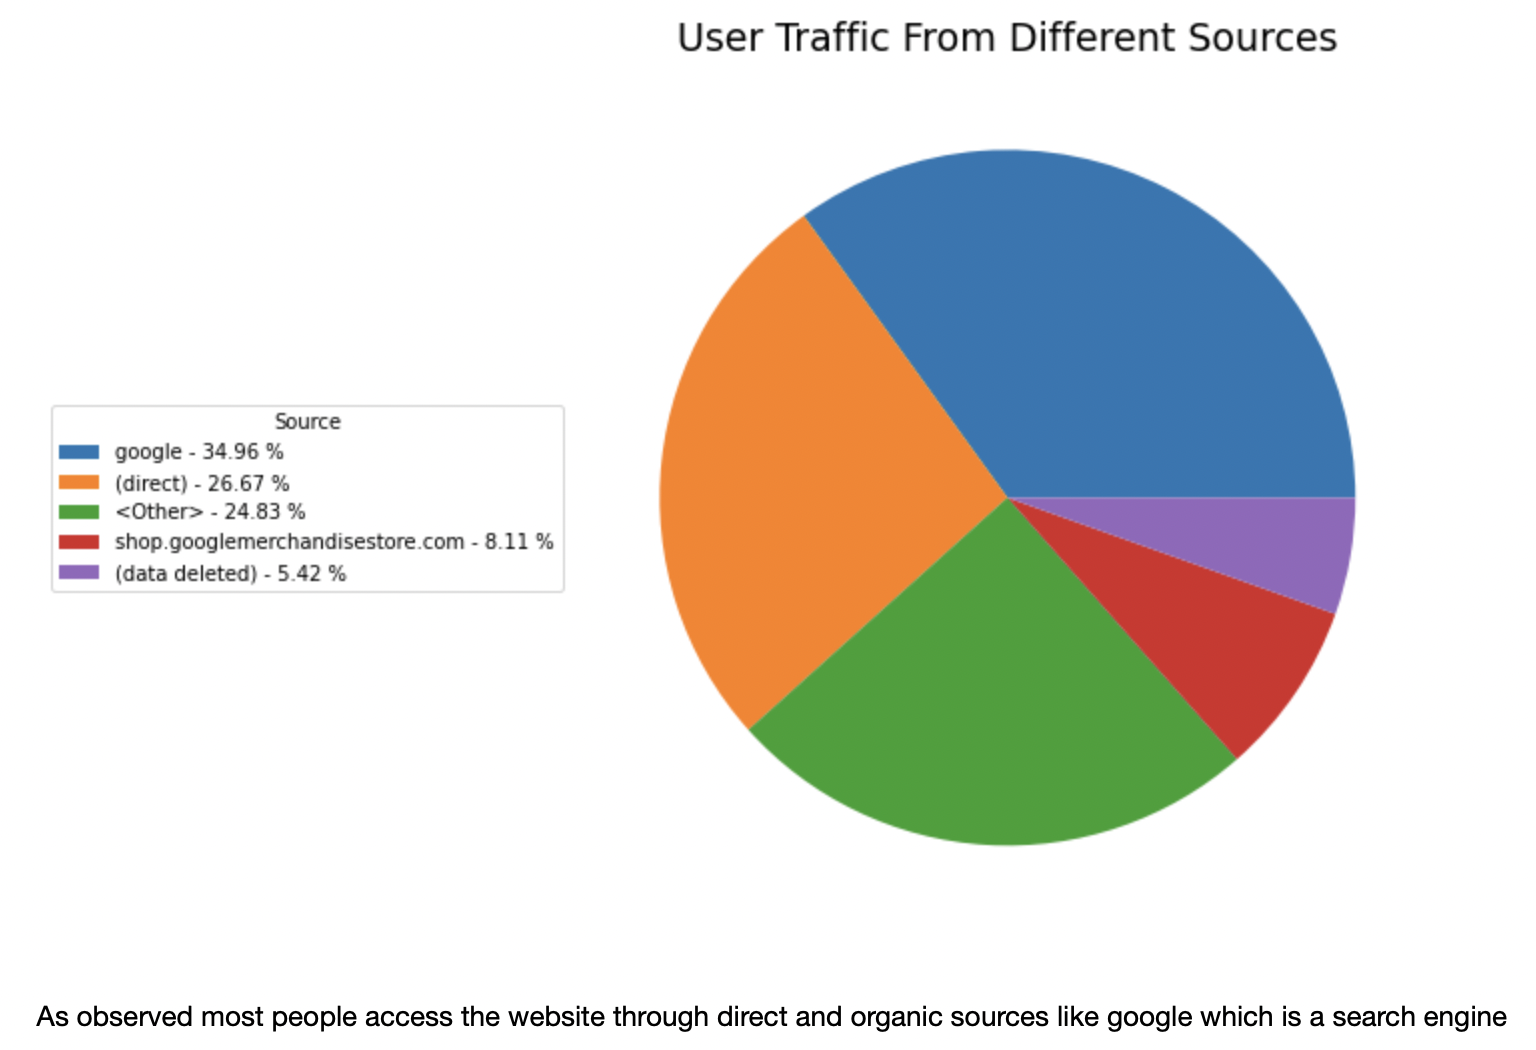 User Traffic From Different Sources
Source
google - 34.96 %
(direct) - 26.67 %
<Other> - 24.83 %
shop.googlemerchandisestore.com - 8.11 %
(data deleted) - 5.42 %
As observed most people access the website through direct and organic sources like google which is a search engine